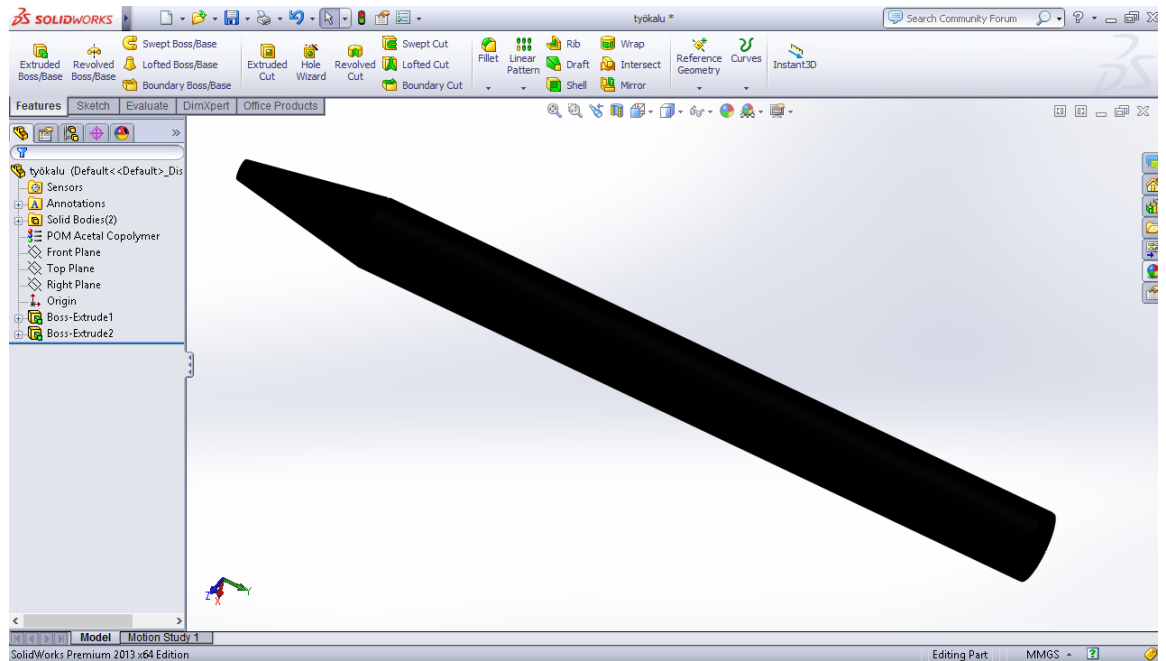 SOLIDWORKS
työkalu *
Search Community Forum
Extruded Boss/Base
Revolved Boss/Base
Swept Boss/Base
Lofted Boss/Base
Boundary Boss/Base
Extruded Cut
Hole Wizard
Revolved Cut
Swept Cut
Lofted Cut
Boundary Cut
Fillet
Linear Pattern
Rib
Draft
Shell
Wrap
Intersect
Mirror
Reference Geometry
Curves
Instant3D
Features
Sketch
Evaluate
DimXpert
Office Products
työkalu (Default<<Default>_Dis
Sensors
Annotations
Solid Bodies(2)
POM Acetal Copolymer
Front Plane
Top Plane
Right Plane
Origin
Boss-Extrude1
Boss-Extrude2
Z
X
Y
Model
Motion Study 1
SolidWorks Premium 2013 x64 Edition
Editing Part
MMGS